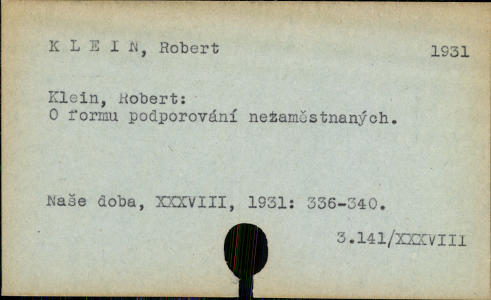 K L E I N, Robert 1931
Klein, Robert:
O formu podporování nezaměstnaných.
Naše doba, XXXVIII, 1931: 336-340.
3.141/XXXVIII